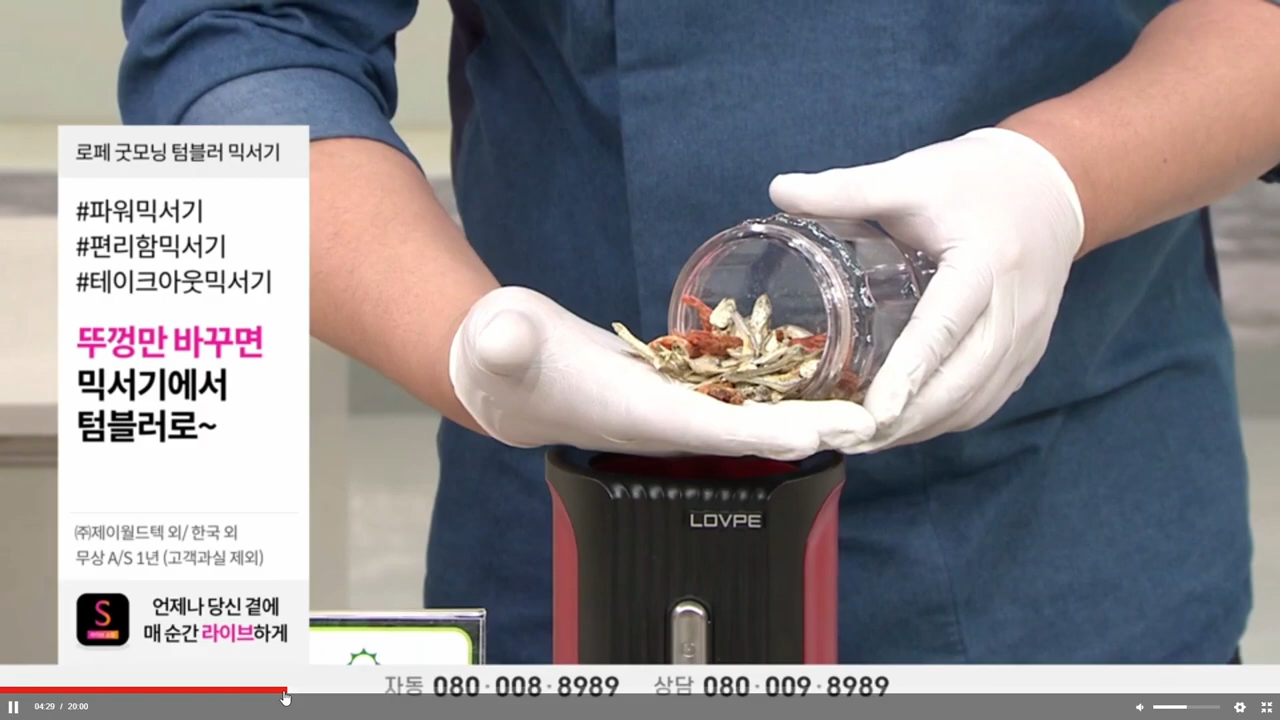 로페 굿모닝 텀블러 믹서기
#파워믹서기
#편리함믹서기
#테이크아웃믹서기
뚜껑만 바꾸면
믹서기에서
텀블러로~
㈜제이월드텍 외/ 한국 외
무상 A/S 1년 (고객과실 제외)
S
언제나 당신 곁에
매 순간 라이브하게
LOVPE
자동 080·008·8989 상담 080·009·8989
04:29 / 20:00